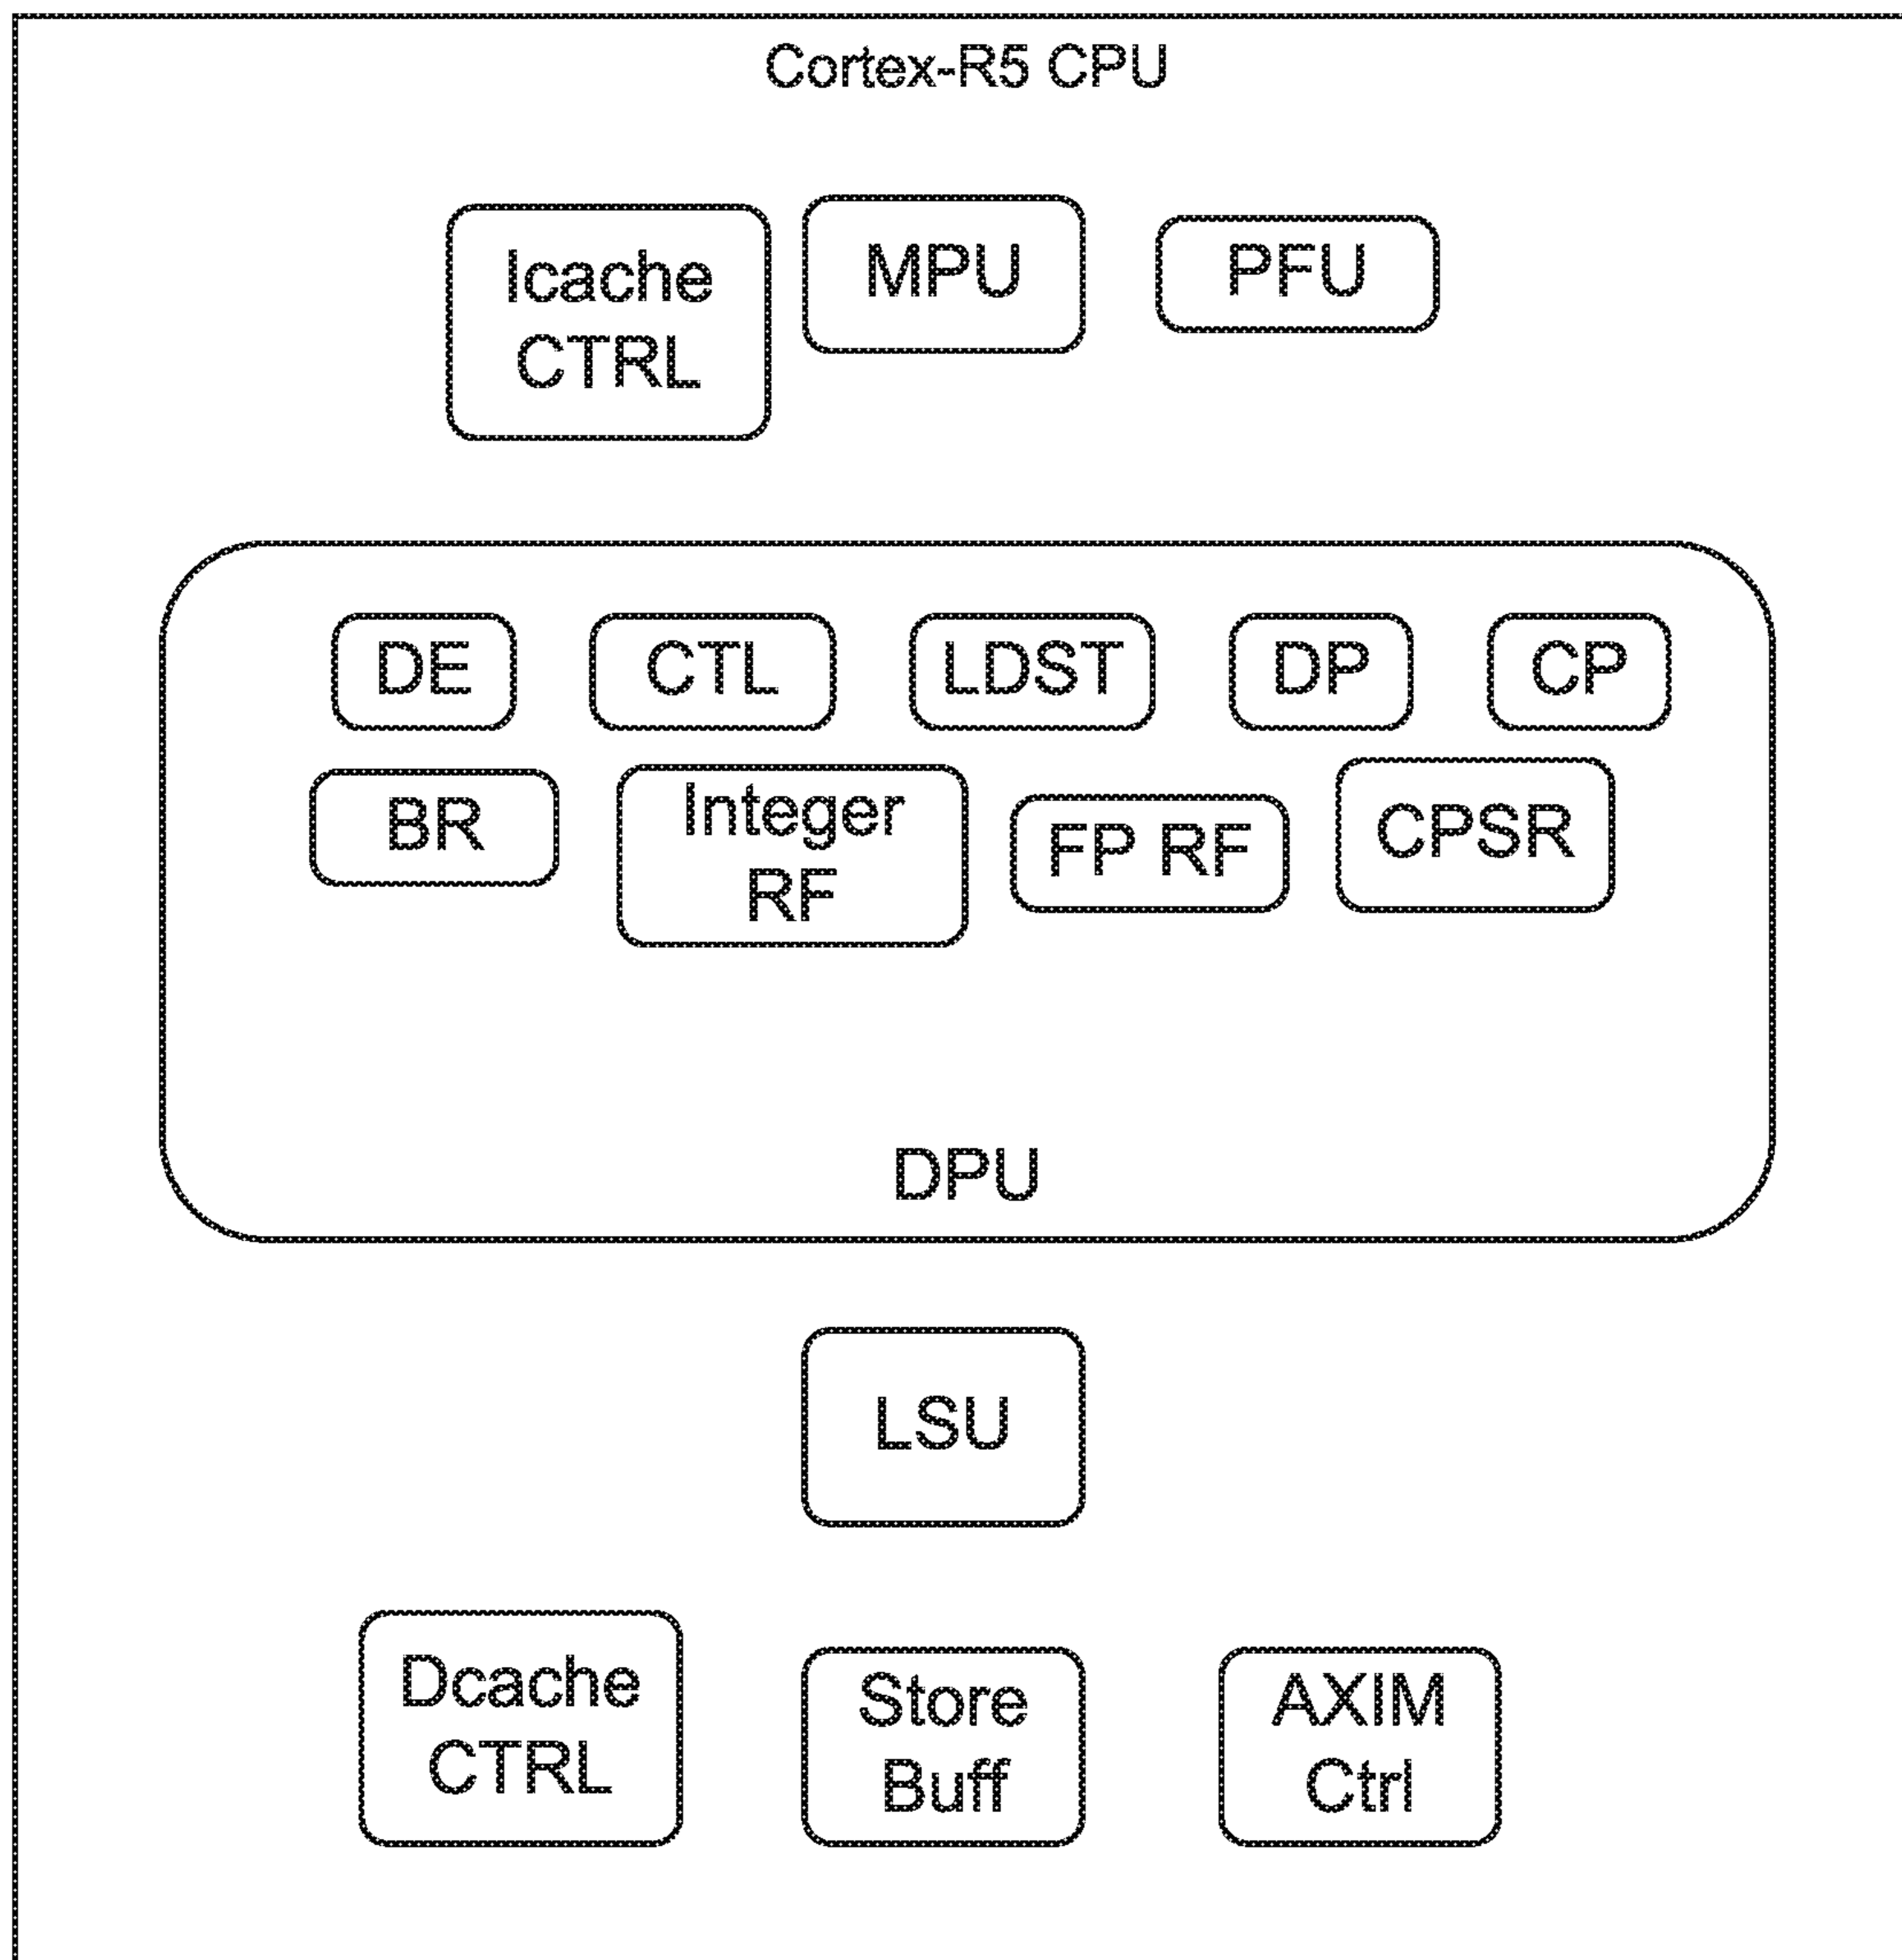 Cortex-R5 CPU
Icache
CTRL
MPU
PFU
DE
CTL
LDST
DP
CP
BR
Integer
RF
FP RF
CPSR
DPU
LSU
Dcache
CTRL
Store
Buff
AXIM
Ctrl